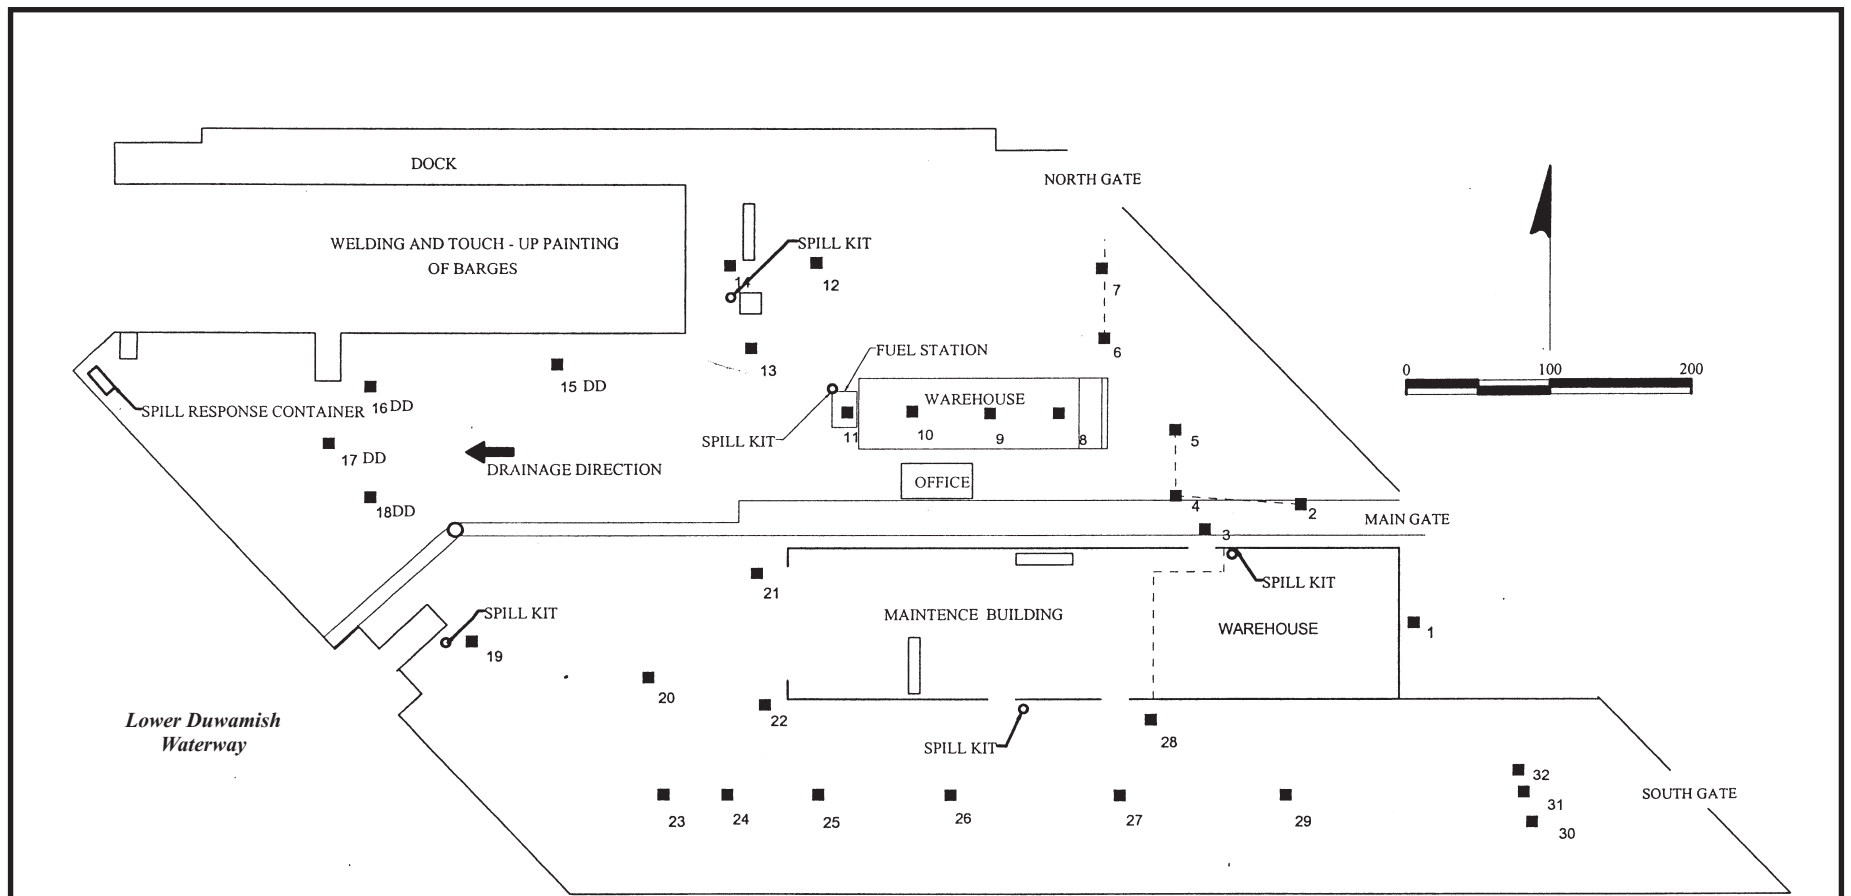 DOCK
NORTH GATE
WELDING AND TOUCH - UP PAINTING
OF BARGES
SPILL KIT
14
12
7
6
13
FUEL STATION
0 100 200
15 DD
16 DD
SPILL RESPONSE CONTAINER
WAREHOUSE
11
10
9
8
SPILL KIT
5
17 DD
DRAINAGE DIRECTION
OFFICE
18 DD
4
2
MAIN GATE
3
SPILL KIT
21
MAINTENCE BUILDING
WAREHOUSE
1
SPILL KIT
19
20
22
Lower Duwamish
Waterway
SPILL KIT
28
32
31
30
SOUTH GATE
23
24
25
26
27
29